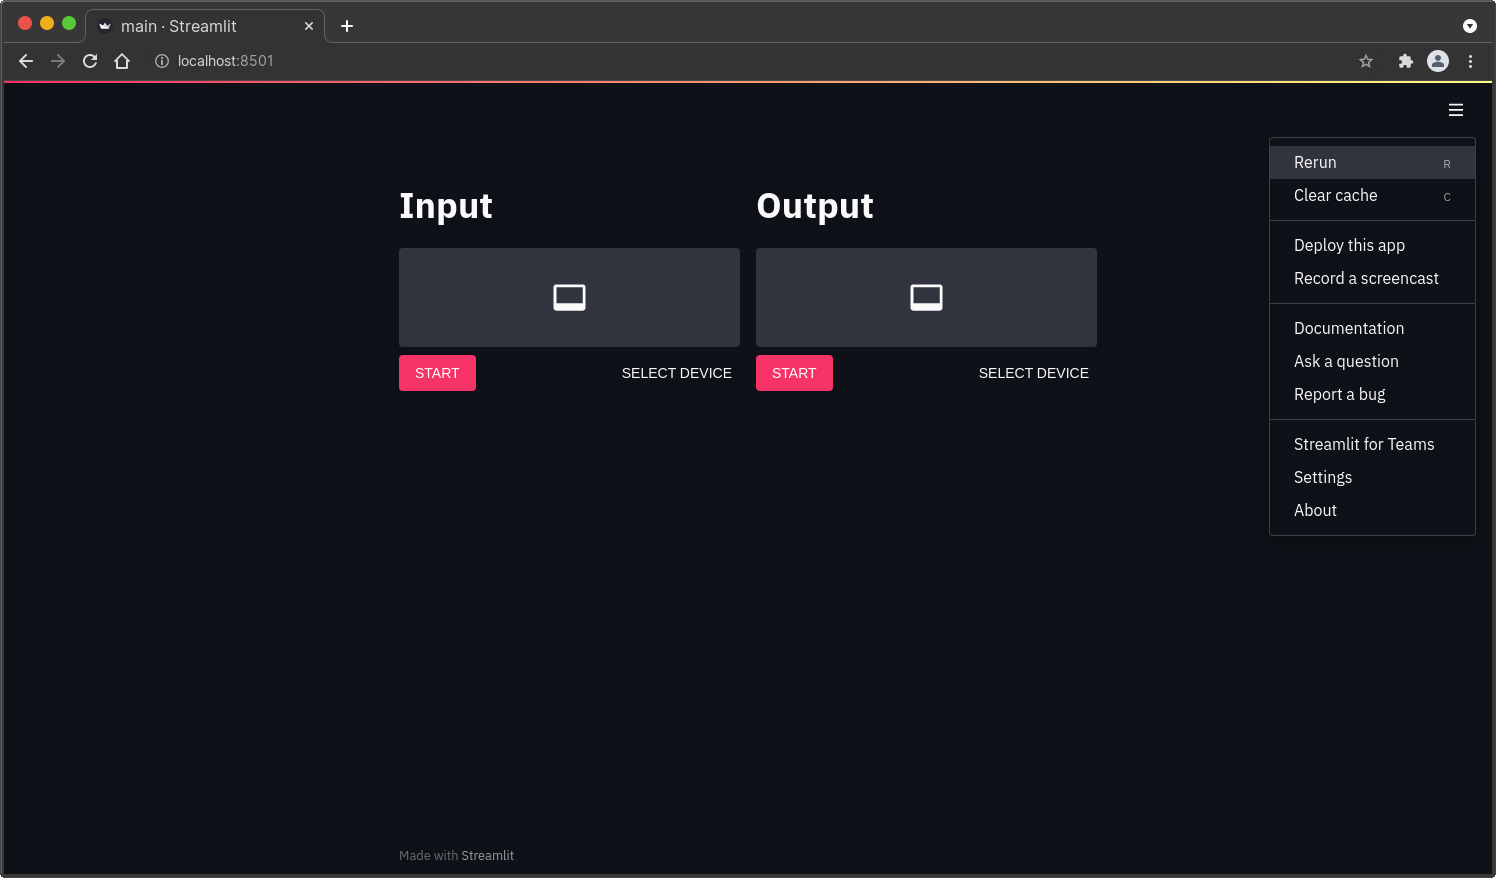 main · Streamlit
localhost:8501
Input
Output
START
SELECT DEVICE
START
SELECT DEVICE
Rerun R
Clear cache C
Deploy this app
Record a screencast
Documentation
Ask a question
Report a bug
Streamlit for Teams
Settings
About
Made with Streamlit